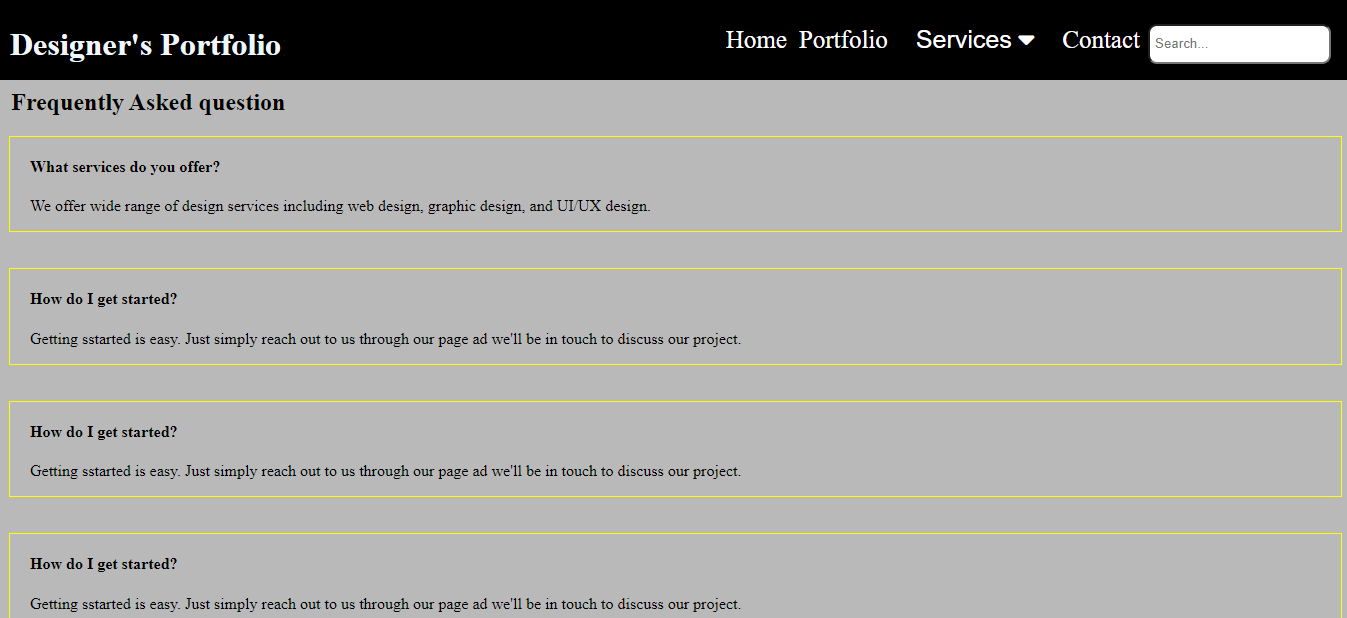 Designer's Portfolio
Home Portfolio Services Contact Search...
Frequently Asked question
What services do you offer?
We offer wide range of design services including web design, graphic design, and UI/UX design.
How do I get started?
Getting sstarted is easy. Just simply reach out to us through our page ad we'll be in touch to discuss our project.
How do I get started?
Getting sstarted is easy. Just simply reach out to us through our page ad we'll be in touch to discuss our project.
How do I get started?
Getting sstarted is easy. Just simply reach out to us through our page ad we'll be in touch to discuss our project.